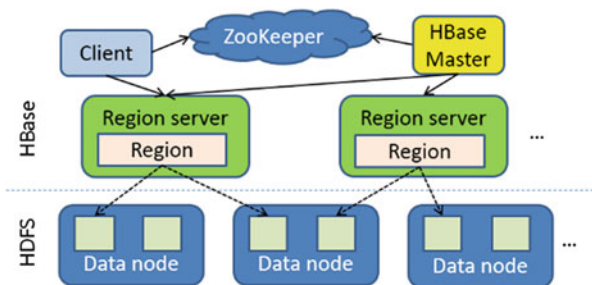 Client
ZooKeeper
HBase
Master
HBase
Region server
Region
Region server
Region
...
HDFS
Data node
Data node
Data node
...